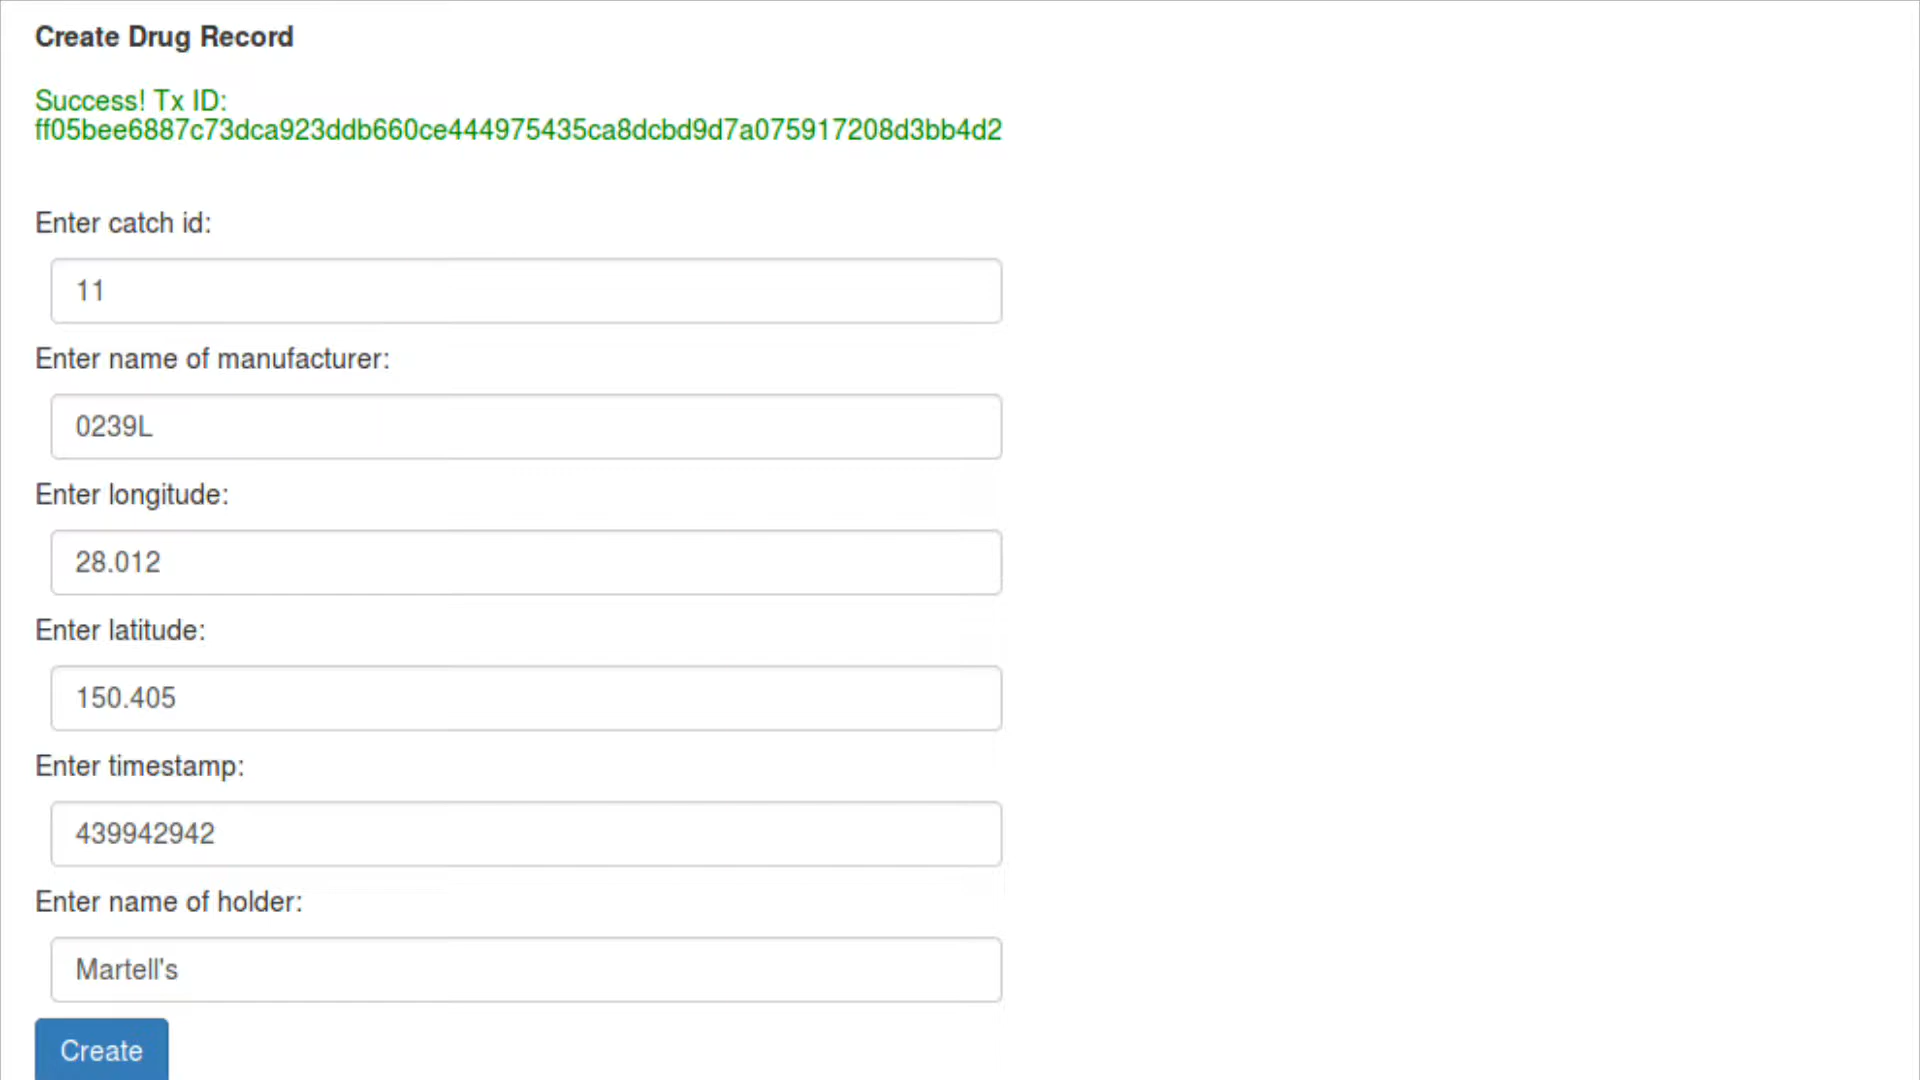 Create Drug Record
Success! Tx ID:
ff05bee6887c73dca923ddb660ce444975435ca8dcbd9d7a075917208d3bb4d2
Enter catch id:
11
Enter name of manufacturer:
0239L
Enter longitude:
28.012
Enter latitude:
150.405
Enter timestamp:
439942942
Enter name of holder:
Martell's
Create